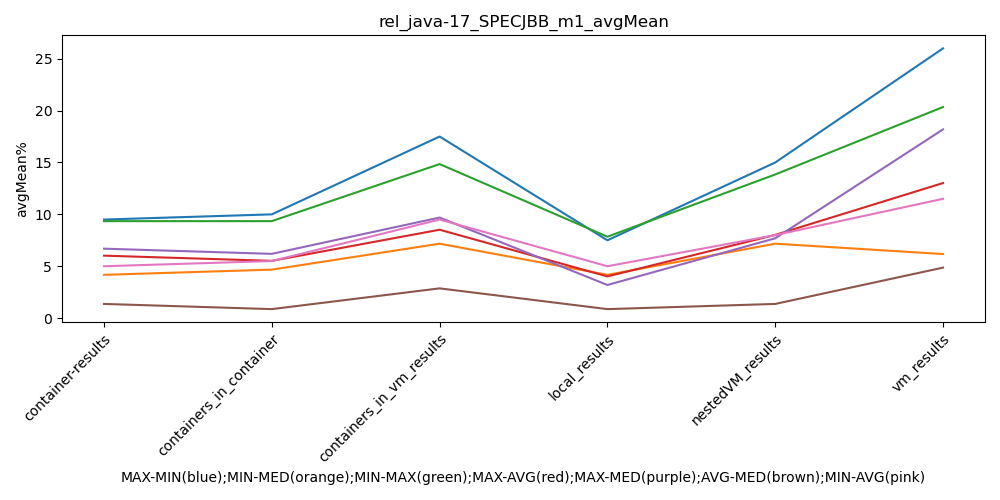 rel_java-17_SPECJBB_m1_avgMean
avgMean%
25
20
15
10
5
0
container-results
containers_in_container
containers_in_vm_results
local_results
nestedVM_results
vm_results
MAX-MIN(blue);MIN-MED(orange);MIN-MAX(green);MAX-AVG(red);MAX-MED(purple);AVG-MED(brown);MIN-AVG(pink)